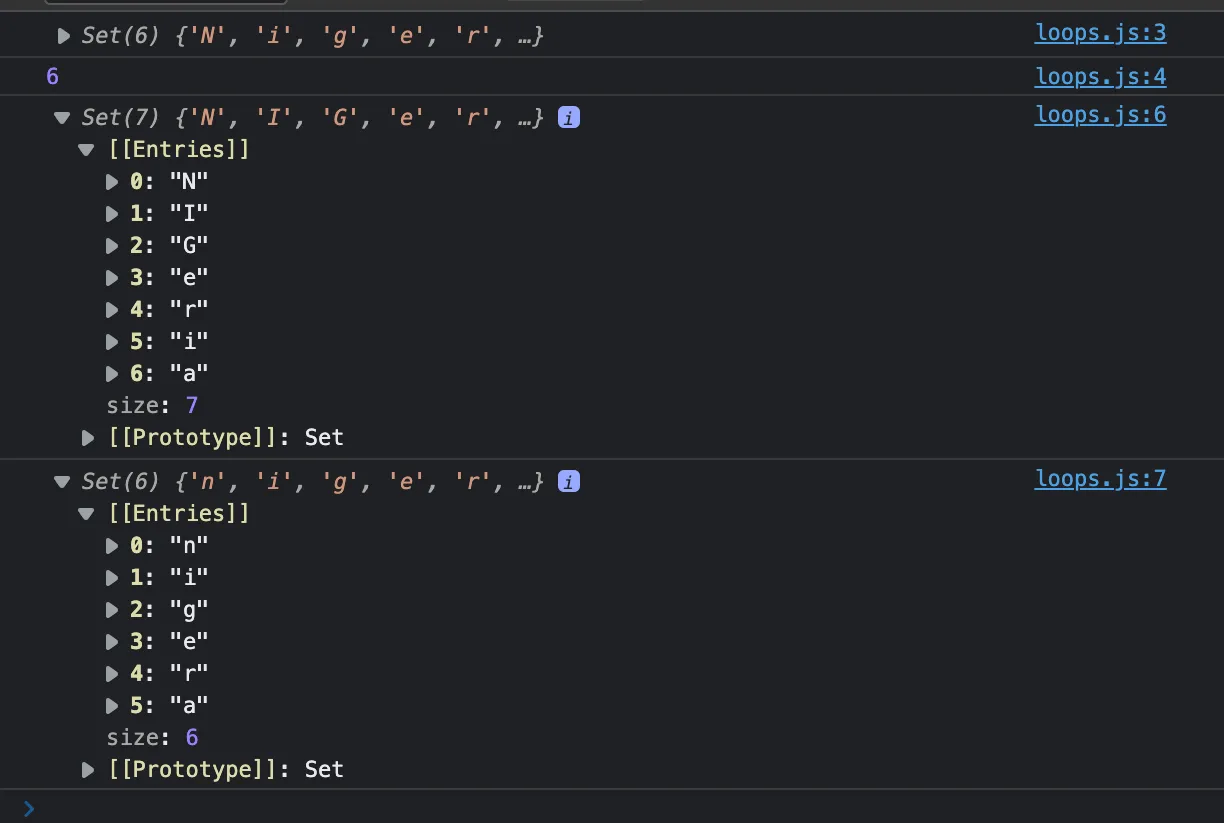 Set(6) {'N', 'i', 'g', 'e', 'r', …} loops.js:3
6 loops.js:4
Set(7) {'N', 'I', 'G', 'e', 'r', …} i loops.js:6
[[Entries]]
0: "N"
1: "I"
2: "G"
3: "e"
4: "r"
5: "i"
6: "a"
size: 7
[[Prototype]]: Set
Set(6) {'n', 'i', 'g', 'e', 'r', …} i loops.js:7
[[Entries]]
0: "n"
1: "i"
2: "g"
3: "e"
4: "r"
5: "a"
size: 6
[[Prototype]]: Set